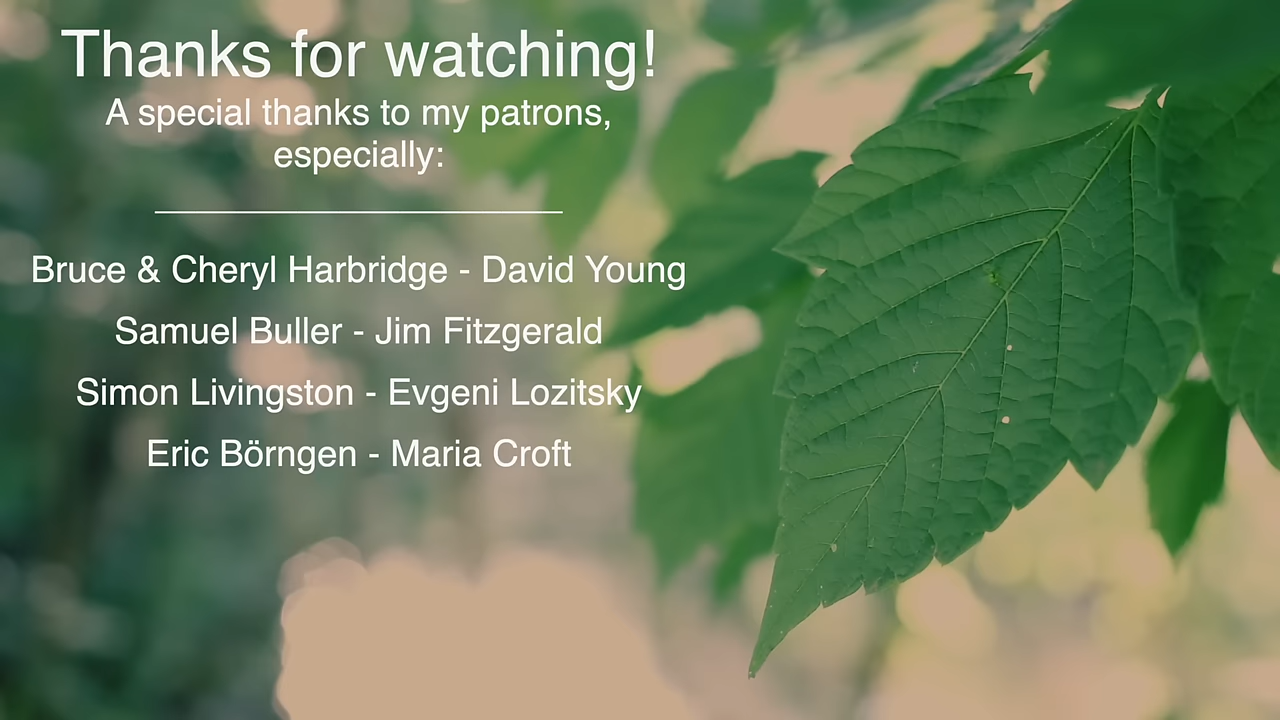 Thanks for watching!
A special thanks to my patrons,
especially:
Bruce & Cheryl Harbridge - David Young
Samuel Buller - Jim Fitzgerald
Simon Livingston - Evgeni Lozitsky
Eric Börngen - Maria Croft